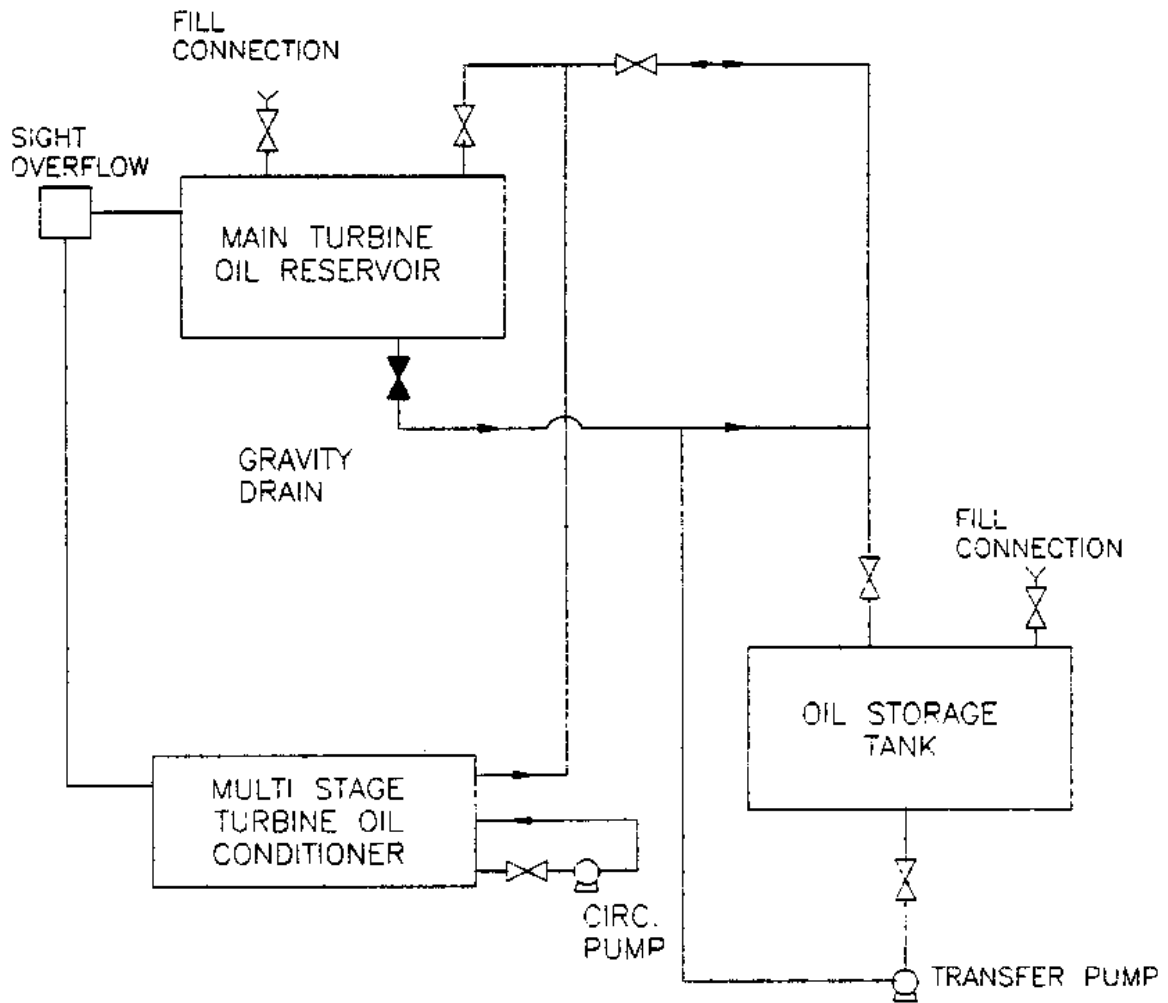 FILL
CONNECTION
SIGHT
OVERFLOW
MAIN TURBINE
OIL RESERVOIR
GRAVITY
DRAIN
FILL
CONNECTION
OIL STORAGE
TANK
MULTI STAGE
TURBINE OIL
CONDITIONER
CIRC.
PUMP
TRANSFER PUMP